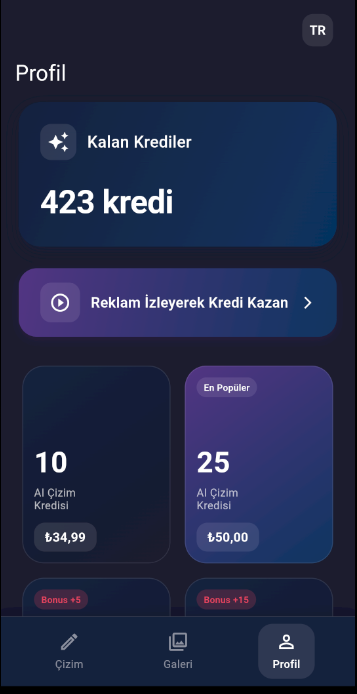 TR
Profil
Kalan Krediler
423 kredi
Reklam İzleyerek Kredi Kazan
10
AI Çizim
Kredisi
₺34,99
En Popüler
25
AI Çizim
Kredisi
₺50,00
Bonus +5
Bonus +15
Çizim
Galeri
Profil